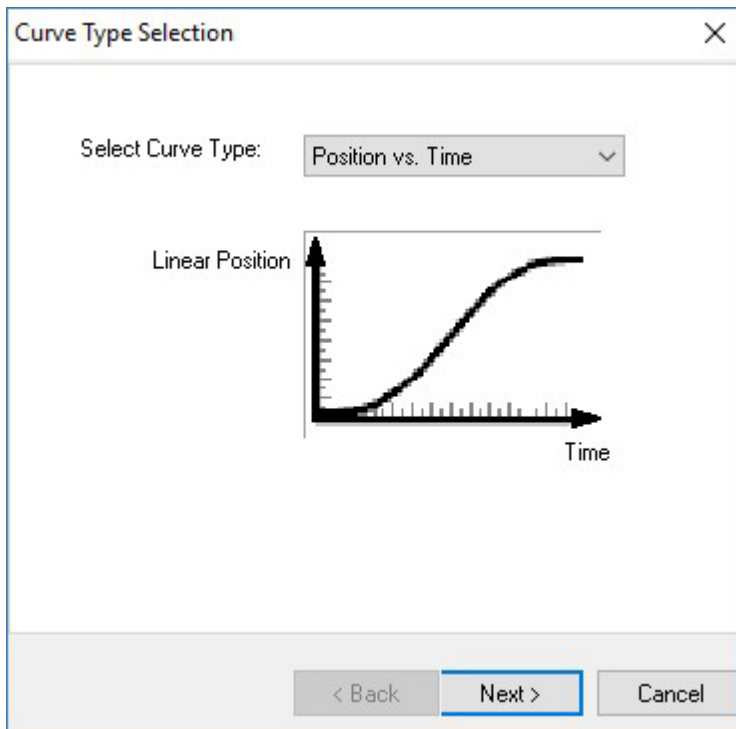 Curve Type Selection
Select Curve Type:
Position vs. Time
Linear Position
Time
< Back
Next >
Cancel